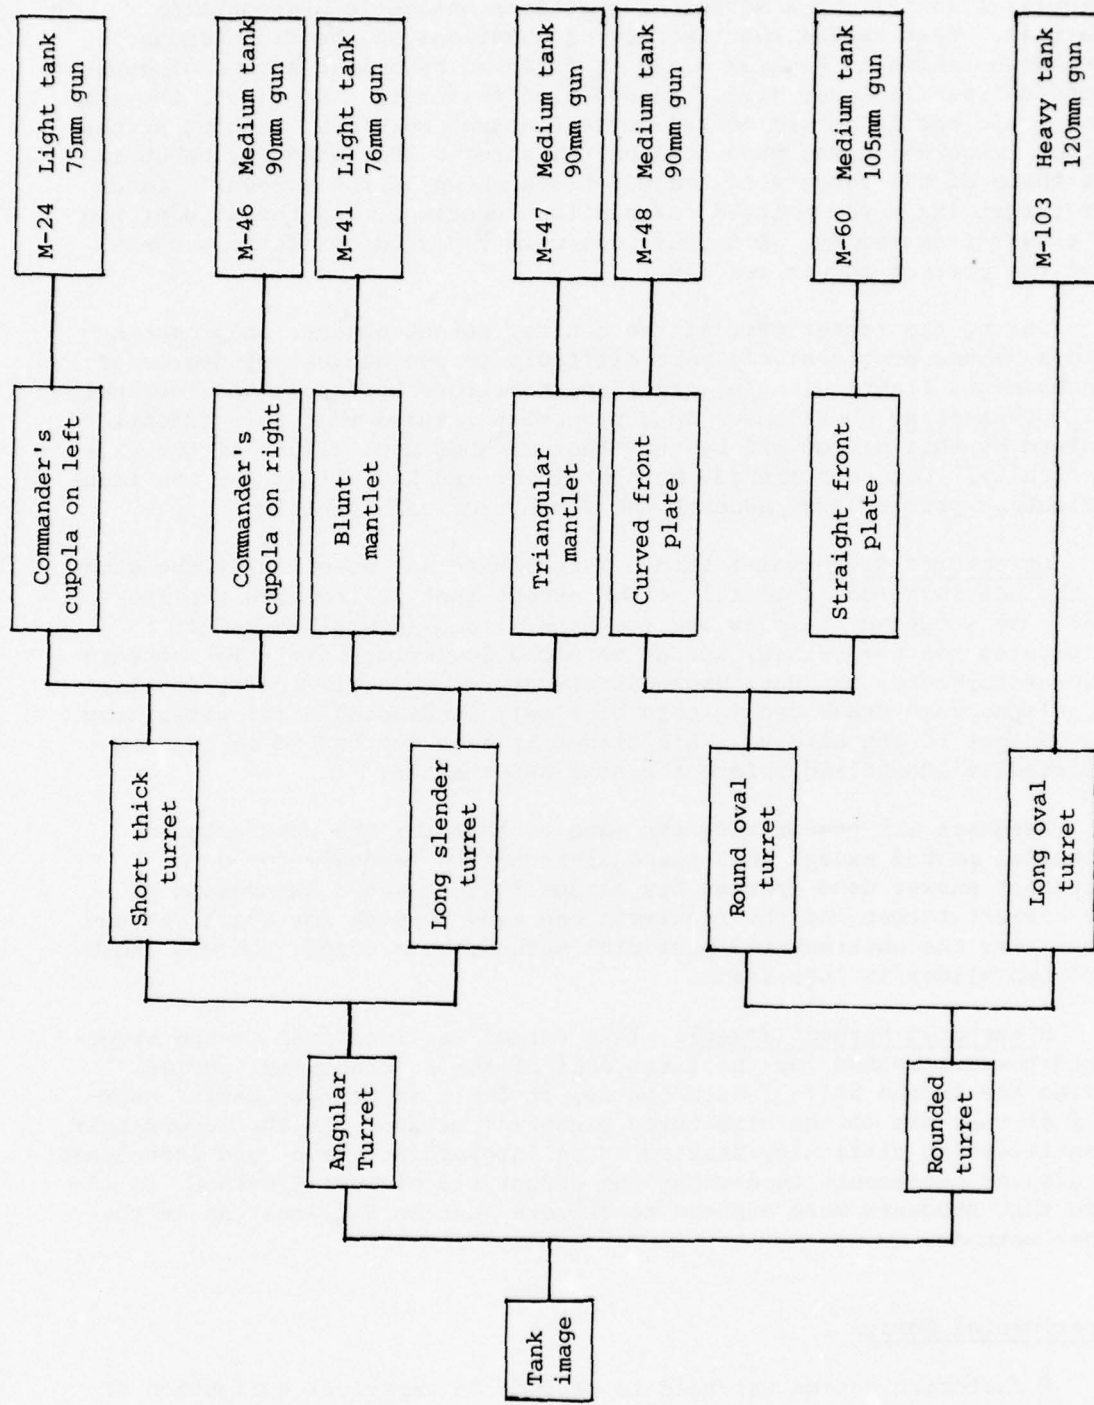 Tank
image
Angular
Turret
Rounded
turret
Short thick
turret
Long slender
turret
Round oval
turret
Long oval
turret
Commander's
cupola on left
Commander's
cupola on right
Blunt
mantlet
Triangular
mantlet
Curved front
plate
Straight front
plate
M-24 Light tank
75mm gun
M-46 Medium tank
90mm gun
M-41 Light tank
76mm gun
M-47 Medium tank
90mm gun
M-48 Medium tank
90mm gun
M-60 Medium tank
105mm gun
M-103 Heavy tank
120mm gun